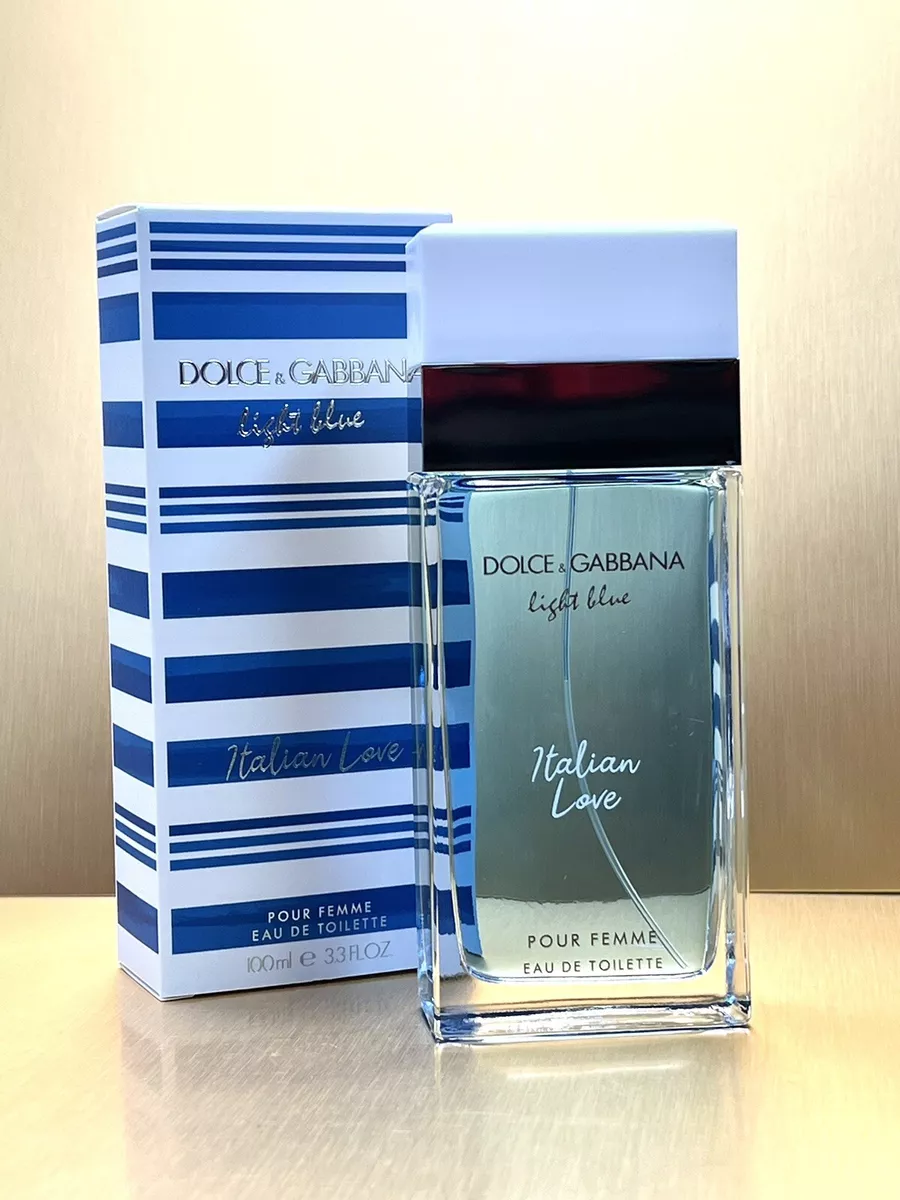 DOLCE & GABBANA
light blue
Italian Love
POUR FEMME
EAU DE TOILETTE
100ml e 3.3 FL.OZ.
DOLCE & GABBANA
light blue
Italian
Love
POUR FEMME
EAU DE TOILETTE